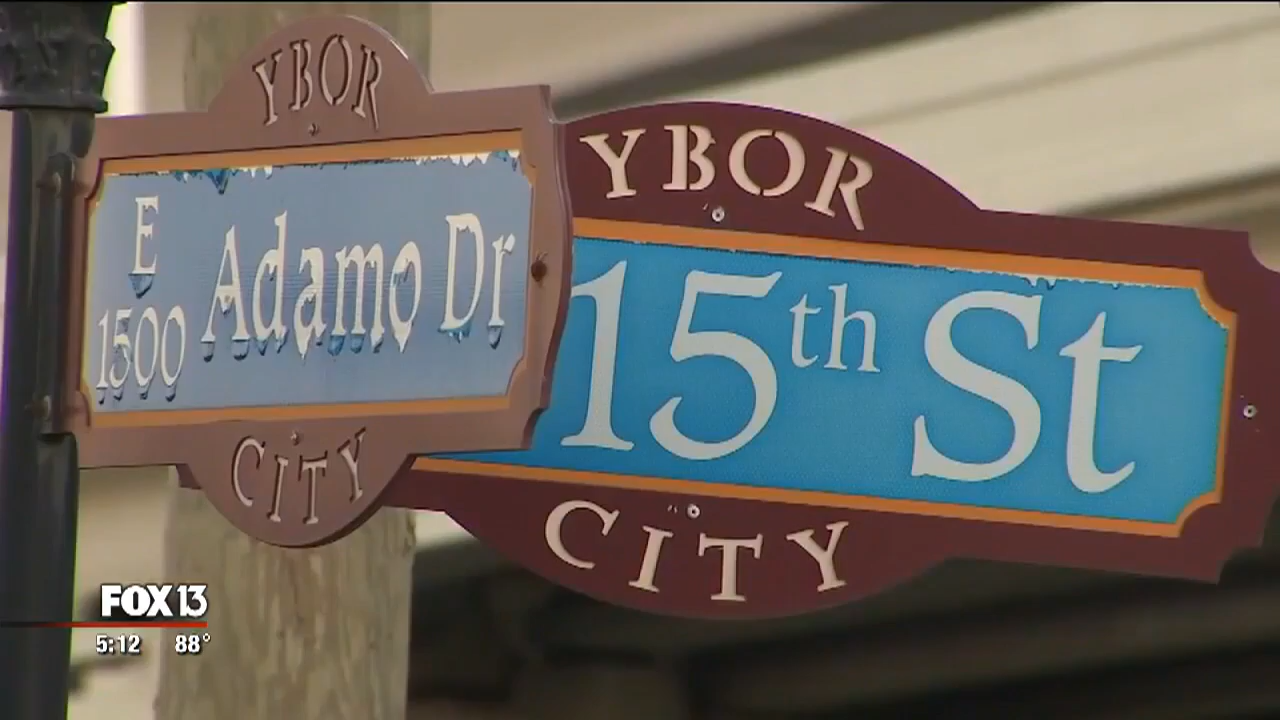 YBOR
E
1500
Adamo Dr
CITY
YBOR
15th St
CITY
FOX 13
5:12 88°